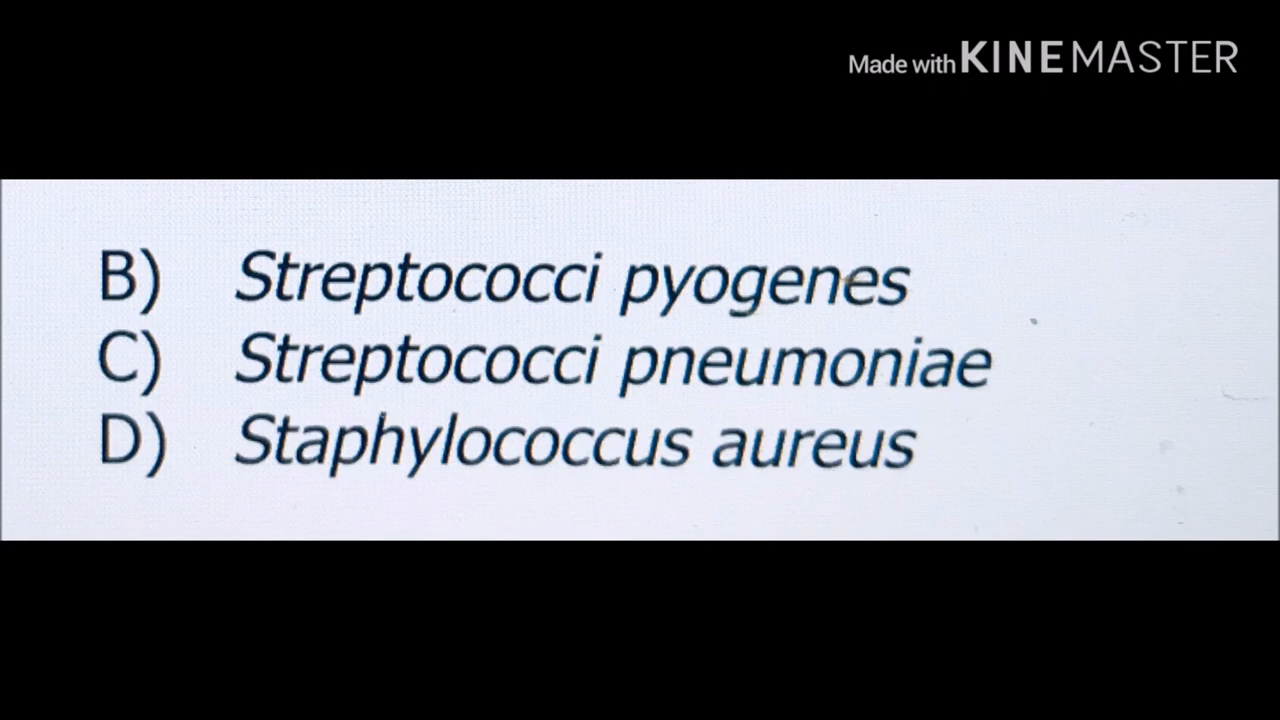 Made with KINEMASTER
B) Streptococci pyogenes
C) Streptococci pneumoniae
D) Staphylococcus aureus